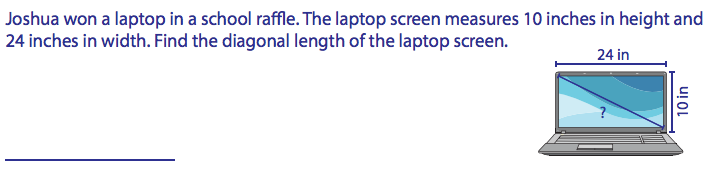 Joshua won a laptop in a school raffle. The laptop screen measures 10 inches in height and
24 inches in width. Find the diagonal length of the laptop screen.
24 in
10 in
?